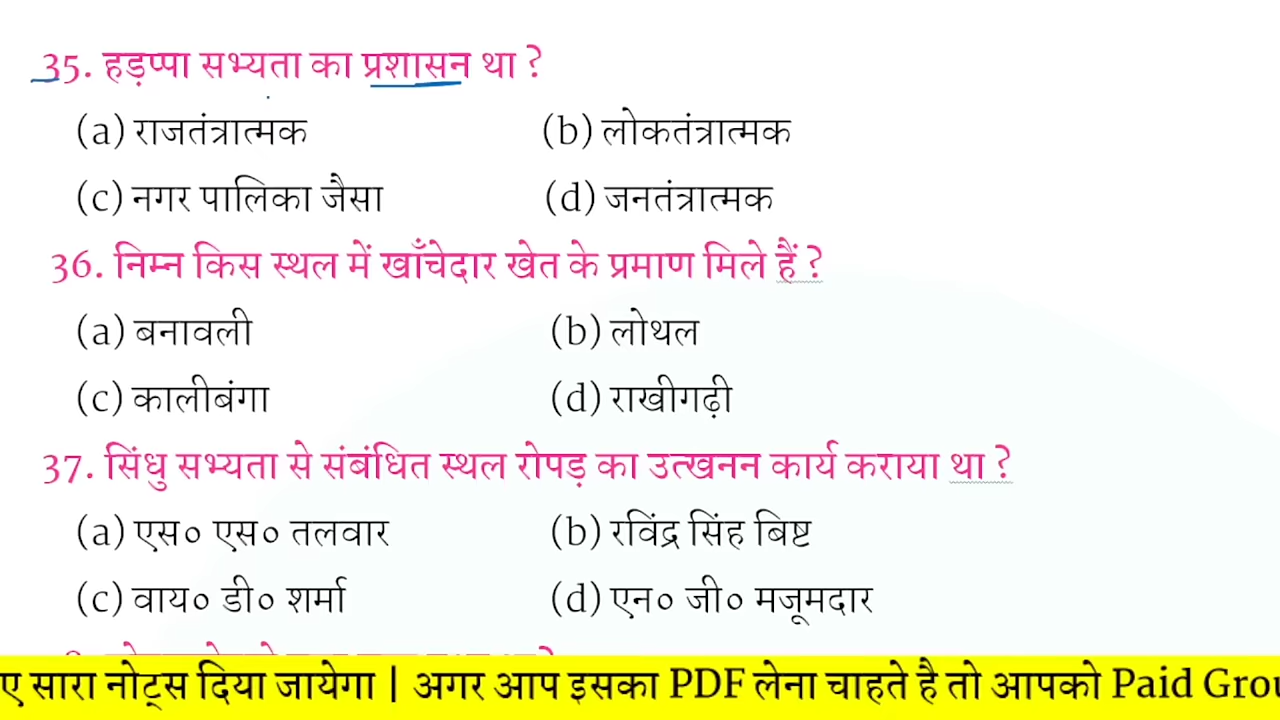 35. हड़प्पा सभ्यता का प्रशासन था ?
(a) राजतंत्रात्मक (b) लोकतंत्रात्मक
(c) नगर पालिका जैसा (d) जनतंत्रात्मक
36. निम्न किस स्थल में खाँचेदार खेत के प्रमाण मिले हैं ?
(a) बनावली (b) लोथल
(c) कालीबंगा (d) राखीगढ़ी
37. सिंधु सभ्यता से संबंधित स्थल रोपड़ का उत्खनन कार्य कराया था ?
(a) एस० एस० तलवार (b) रविंद्र सिंह बिष्ट
(c) वाय० डी० शर्मा (d) एन० जी० मजूमदार
ए सारा नोट्स दिया जायेगा | अगर आप इसका PDF लेना चाहते है तो आपको Paid Grou